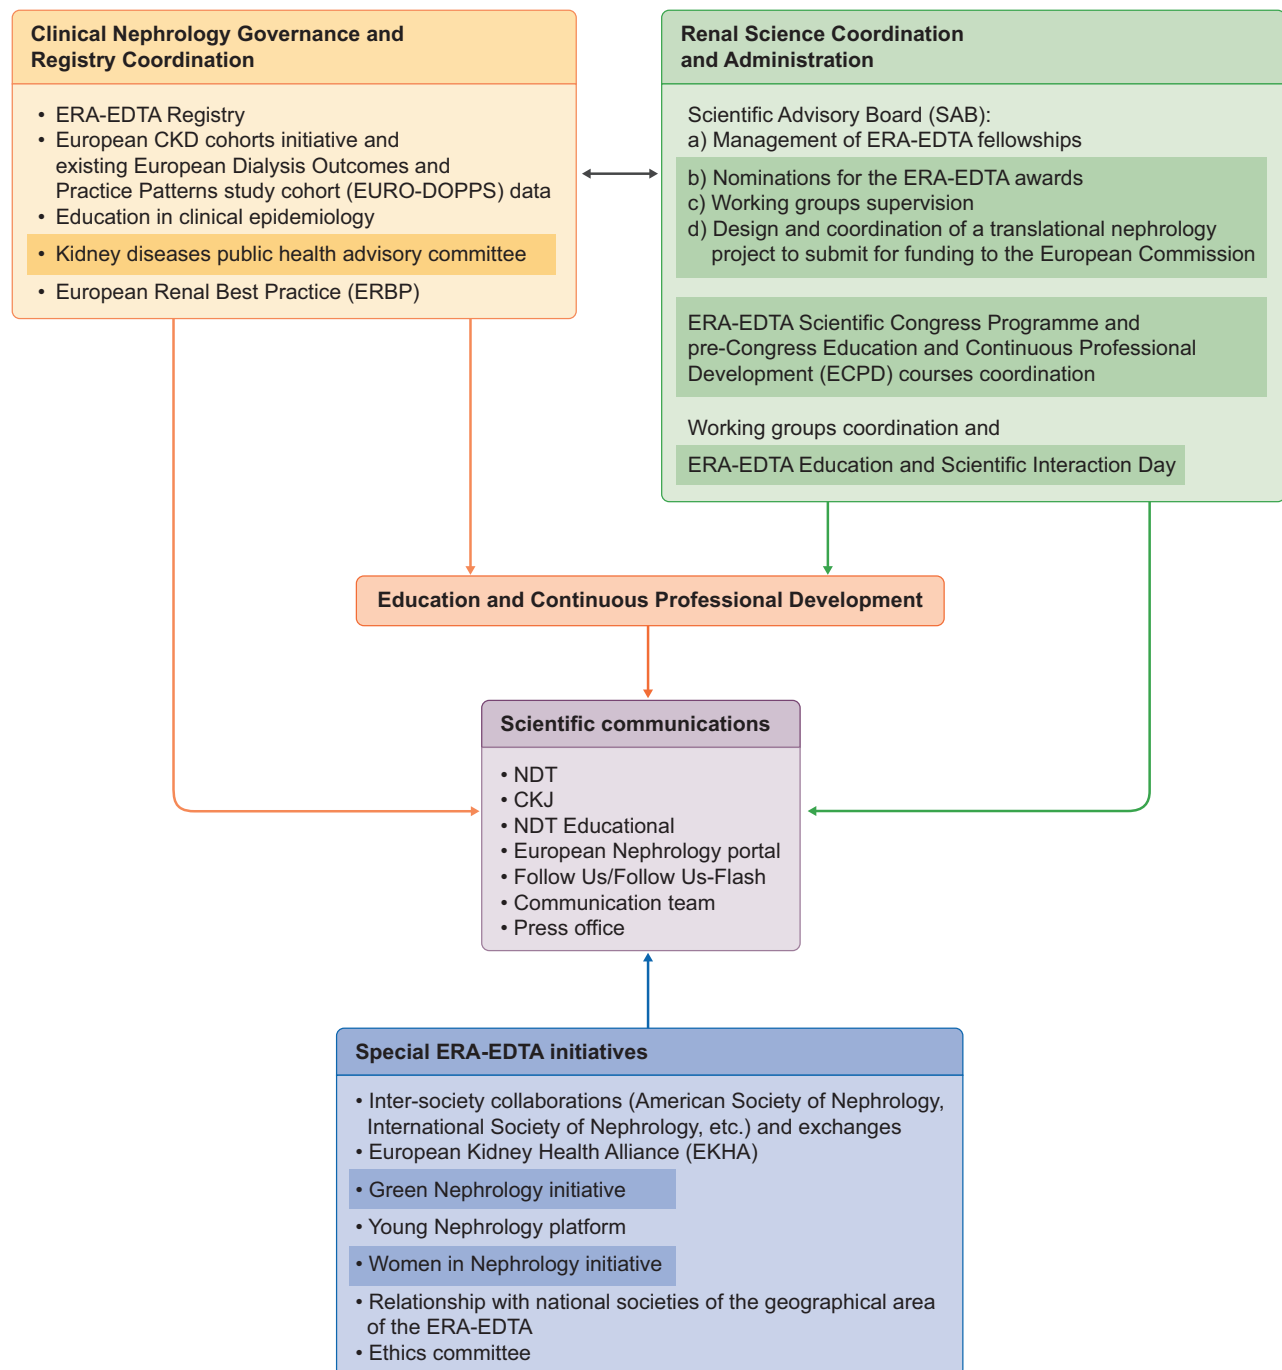 Clinical Nephrology Governance and
Registry Coordination
• ERA-EDTA Registry
• European CKD cohorts initiative and
existing European Dialysis Outcomes and
Practice Patterns study cohort (EURO-DOPPS) data
• Education in clinical epidemiology
• Kidney diseases public health advisory committee
• European Renal Best Practice (ERBP)
Renal Science Coordination
and Administration
Scientific Advisory Board (SAB):
a) Management of ERA-EDTA fellowships
b) Nominations for the ERA-EDTA awards
c) Working groups supervision
d) Design and coordination of a translational nephrology
project to submit for funding to the European Commission
ERA-EDTA Scientific Congress Programme and
pre-Congress Education and Continuous Professional
Development (ECPD) courses coordination
Working groups coordination and
ERA-EDTA Education and Scientific Interaction Day
Education and Continuous Professional Development
Scientific communications
• NDT
• CKJ
• NDT Educational
• European Nephrology portal
• Follow Us/Follow Us-Flash
• Communication team
• Press office
Special ERA-EDTA initiatives
• Inter-society collaborations (American Society of Nephrology,
International Society of Nephrology, etc.) and exchanges
• European Kidney Health Alliance (EKHA)
• Green Nephrology initiative
• Young Nephrology platform
• Women in Nephrology initiative
• Relationship with national societies of the geographical area
of the ERA-EDTA
• Ethics committee